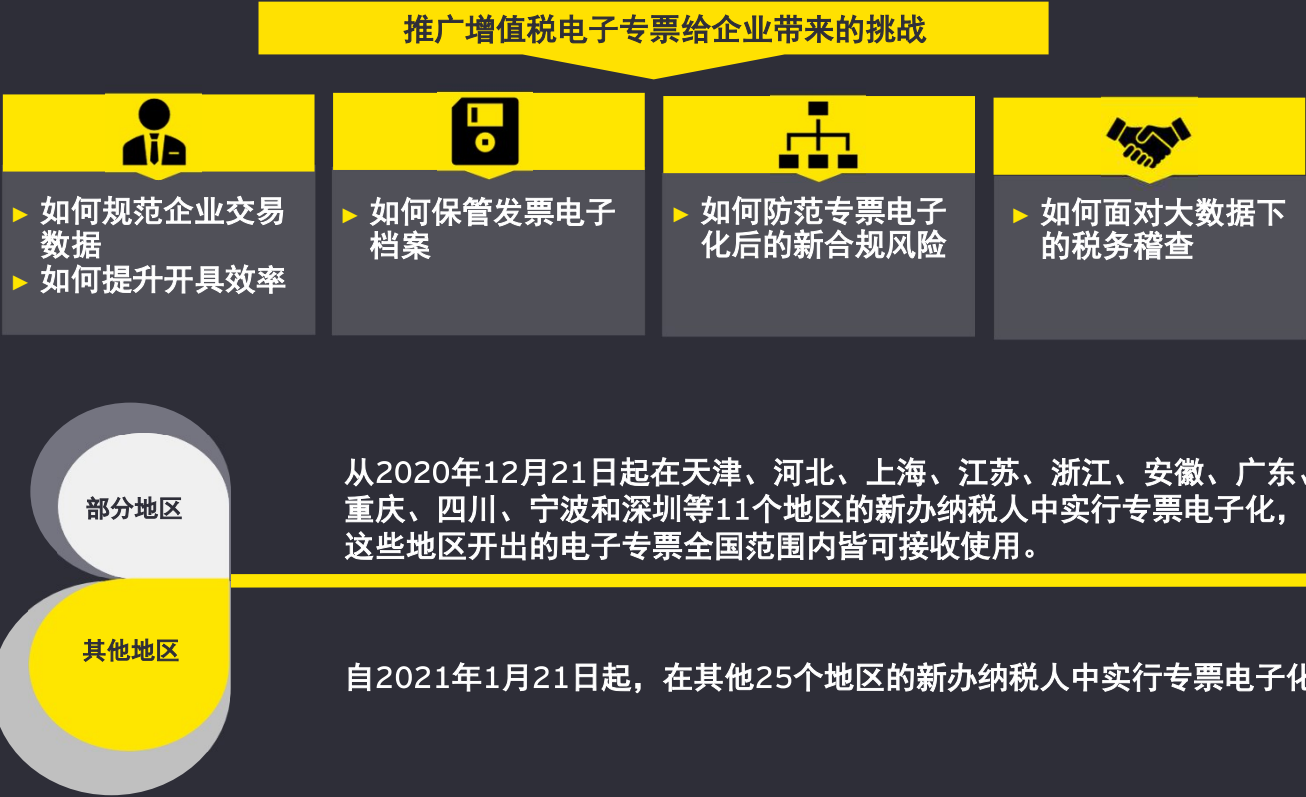 推广增值税电子专票给企业带来的挑战
► 如何规范企业交易
数据
► 如何提升开具效率
► 如何保管发票电子
档案
► 如何防范专票电子
化后的新合规风险
► 如何面对大数据下
的税务稽查
部分地区
从2020年12月21日起在天津、河北、上海、江苏、浙江、安徽、广东、
重庆、四川、宁波和深圳等11个地区的新办纳税人中实行专票电子化，
这些地区开出的电子专票全国范围内皆可接收使用。
其他地区
自2021年1月21日起，在其他25个地区的新办纳税人中实行专票电子化